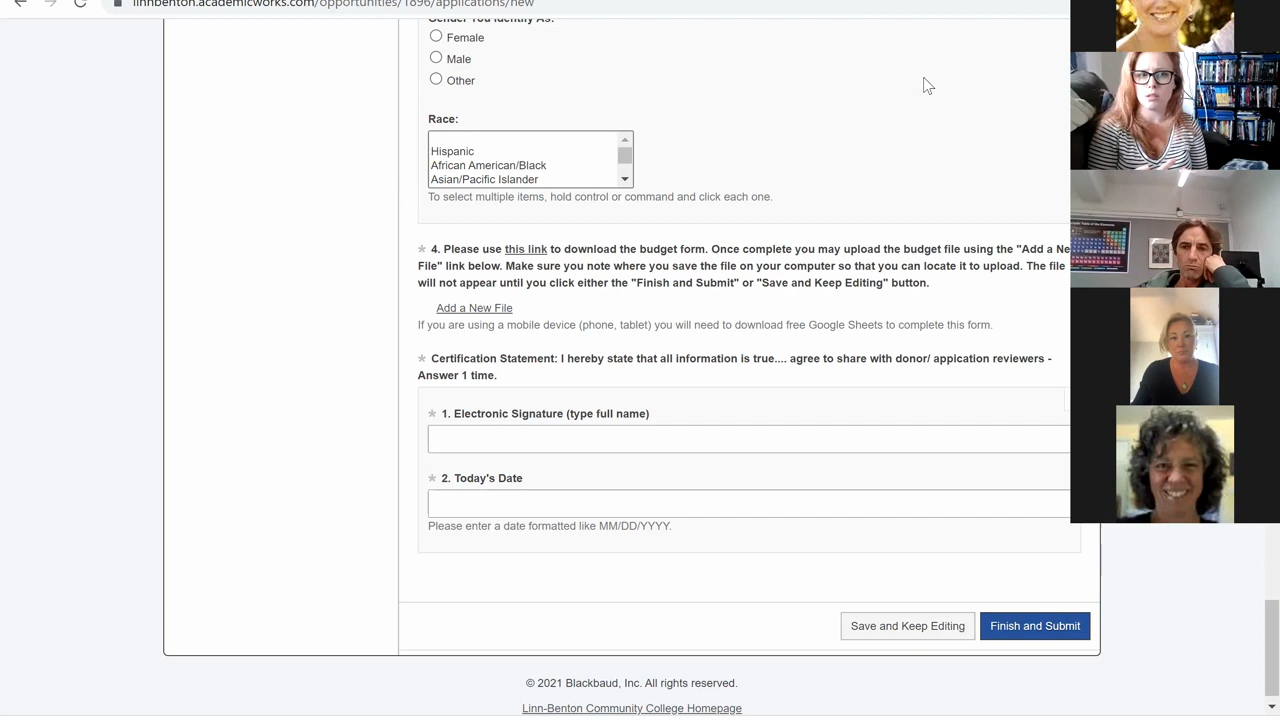 linnbenton.academicworks.com/opportunities/1896/applications/new
Gender You Identify As:
Female
Male
Other
Race:
Hispanic
African American/Black
Asian/Pacific Islander
To select multiple items, hold control or command and click each one.
* 4. Please use this link to download the budget form. Once complete you may upload the budget file using the "Add a Ne
File" link below. Make sure you note where you save the file on your computer so that you can locate it to upload. The file
will not appear until you click either the "Finish and Submit" or "Save and Keep Editing" button.
Add a New File
If you are using a mobile device (phone, tablet) you will need to download free Google Sheets to complete this form.
* Certification Statement: I hereby state that all information is true.... agree to share with donor/ appication reviewers -
Answer 1 time.
* 1. Electronic Signature (type full name)
* 2. Today's Date
Please enter a date formatted like MM/DD/YYYY.
Save and Keep Editing Finish and Submit
© 2021 Blackbaud, Inc. All rights reserved.
Linn-Benton Community College Homepage